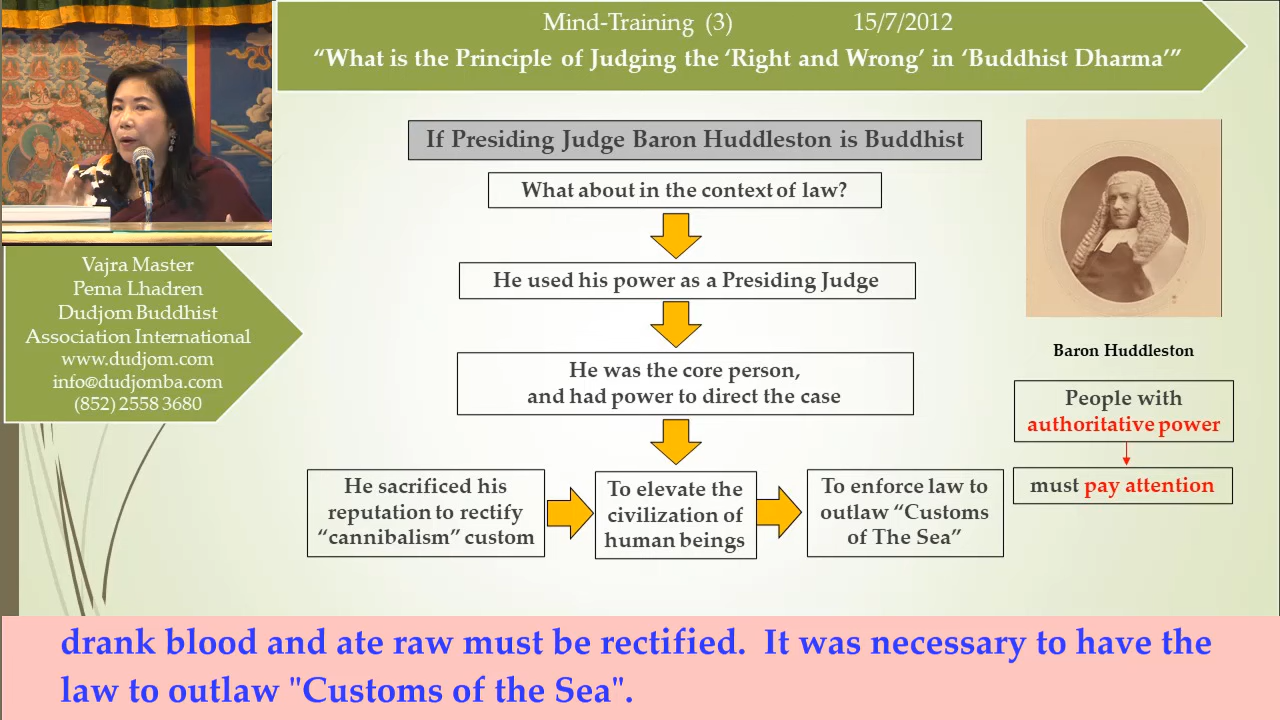 Mind-Training (3) 15/7/2012
“What is the Principle of Judging the ‘Right and Wrong’ in ‘Buddhist Dharma’”
Vajra Master
Pema Lhadren
Dudjom Buddhist
Association International
www.dudjom.com
info@dudjomba.com
(852) 2558 3680
If Presiding Judge Baron Huddleston is Buddhist
What about in the context of law?
He used his power as a Presiding Judge
He was the core person,
and had power to direct the case
He sacrificed his
reputation to rectify
“cannibalism” custom
To elevate the
civilization of
human beings
To enforce law to
outlaw “Customs
of The Sea”
Baron Huddleston
People with
authoritative power
must pay attention
drank blood and ate raw must be rectified. It was necessary to have the
law to outlaw "Customs of the Sea".